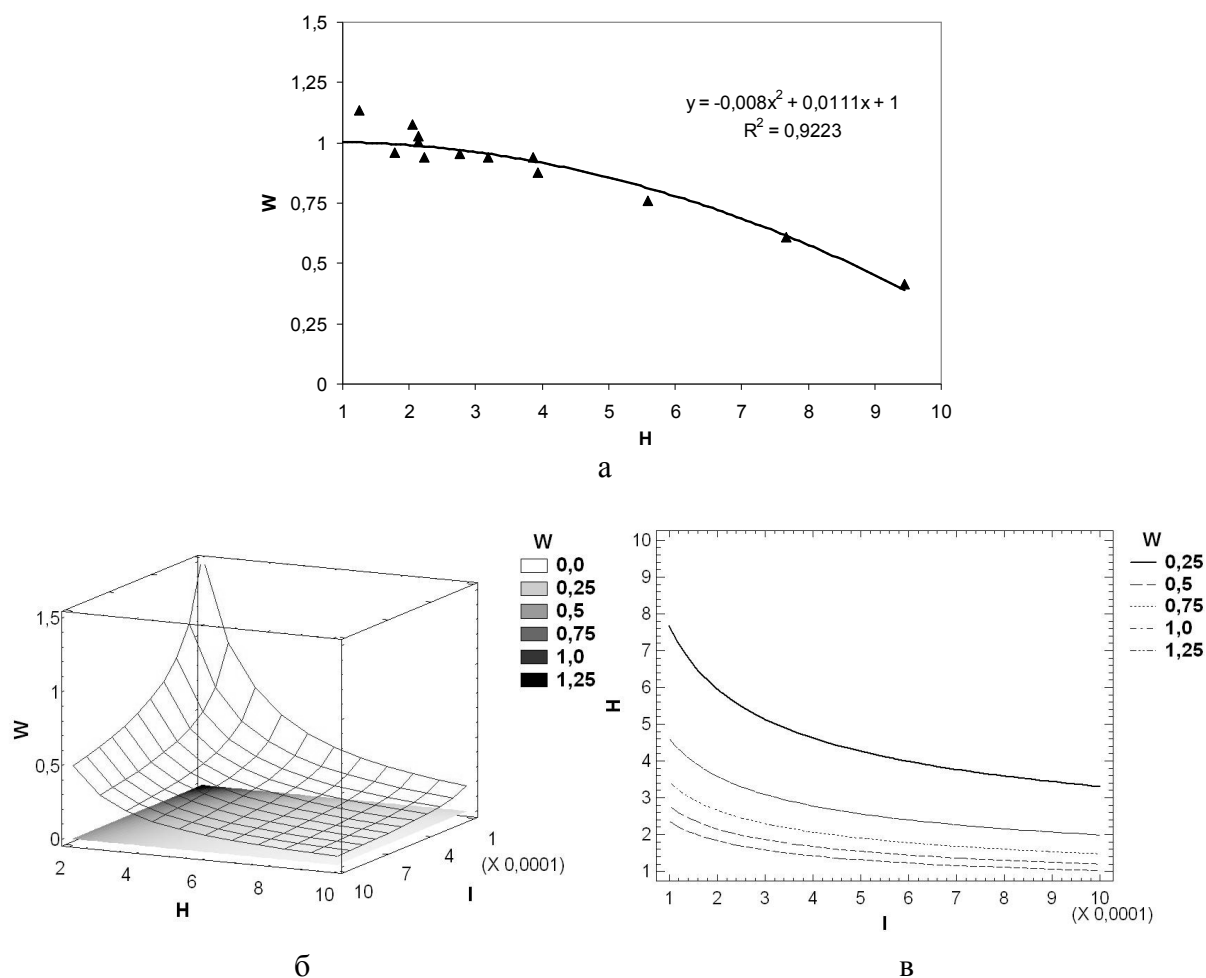 1,5
1,25
1
0,75
0,5
0,25
0
W
y = -0,008x² + 0,0111x + 1
R² = 0,9223
1 2 3 4 5 6 7 8 9 10
H
а
W
0,0
0,25
0,5
0,75
1,0
1,25
1,5
1
0,5
0
W
2 4 6 8 10
H
10 7 4 1
(X 0,0001)
I
б
W
0,25
0,5
0,75
1,0
1,25
10
9
8
7
6
5
4
3
2
1
H
1 2 3 4 5 6 7 8 9 10
(X 0,0001)
I
в